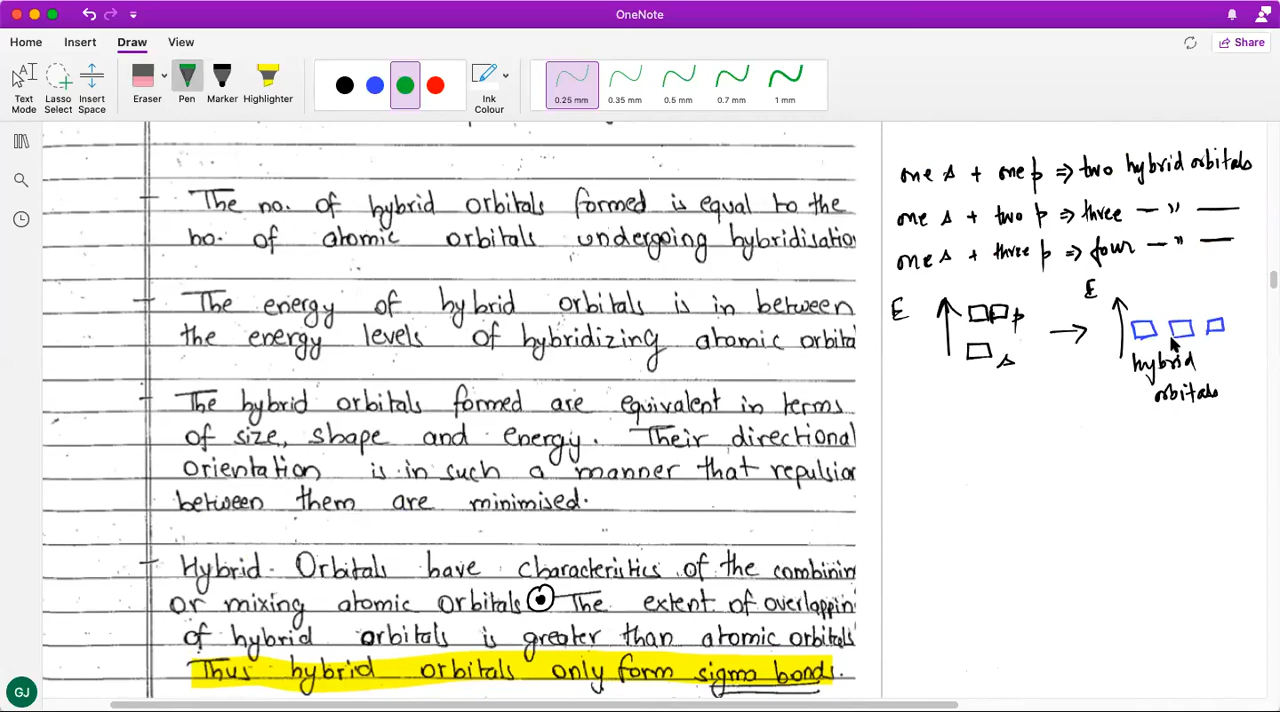 OneNote
Home Insert Draw View
Share
Text Mode
Lasso Select
Insert Space
Eraser
Pen
Marker
Highlighter
Ink Colour
0.25 mm
0.35 mm
0.5 mm
0.7 mm
1 mm
The no. of hybrid orbitals formed is equal to the
no. of atomic orbitals undergoing hybridisatio
The energy of hybrid orbitals is in between
the energy levels of hybridizing atomic orbita
The hybrid orbitals formed are equivalent in terms
of size, shape and energy. Their directional
orientation is in such a manner that repulsion
between them are minimised.
Hybrid Orbitals have characteristics of the combinin
or mixing atomic orbitals. The extent of overlappin
of hybrid orbitals is greater than atomic orbitals
Thus hybrid orbitals only form sigma bonds.
one s + one p ⇒ two hybrid orbitals
one s + two p ⇒ three — " —
one s + three p ⇒ four — " —
E
p
s
→
E
hybrid
orbitals
GJ